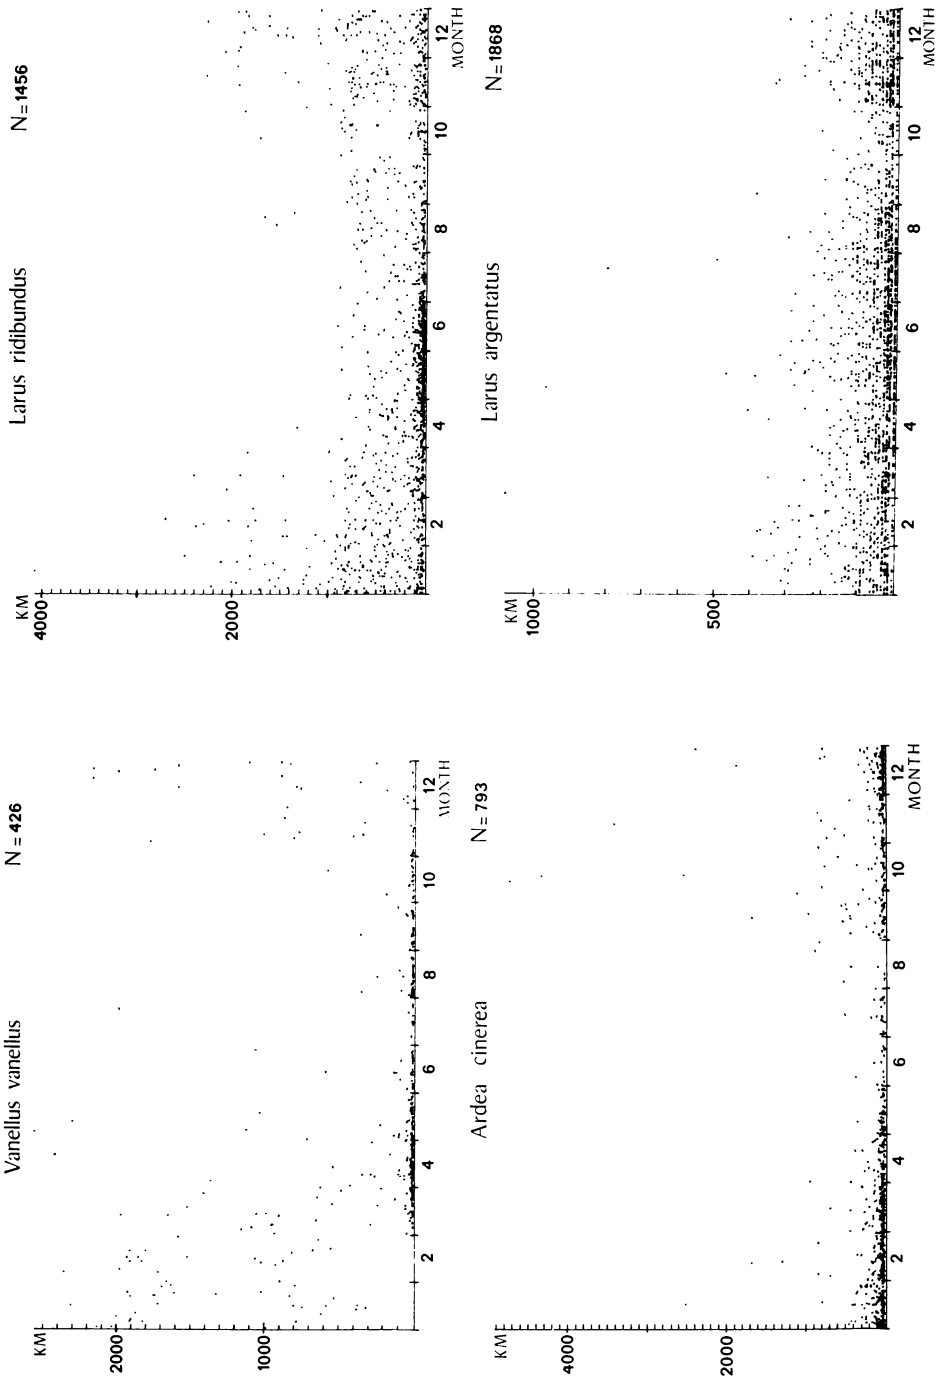 Vanellus vanellus
N = 426
KM
2000
1000
2 4 6 8 10 12
MONTH
Larus ridibundus
N = 1456
KM
4000
2000
2 4 6 8 10 12
MONTH
Ardea cinerea
N = 793
KM
4000
2000
2 4 6 8 10 12
MONTH
Larus argentatus
N = 1868
KM
1000
500
2 4 6 8 10 12
MONTH